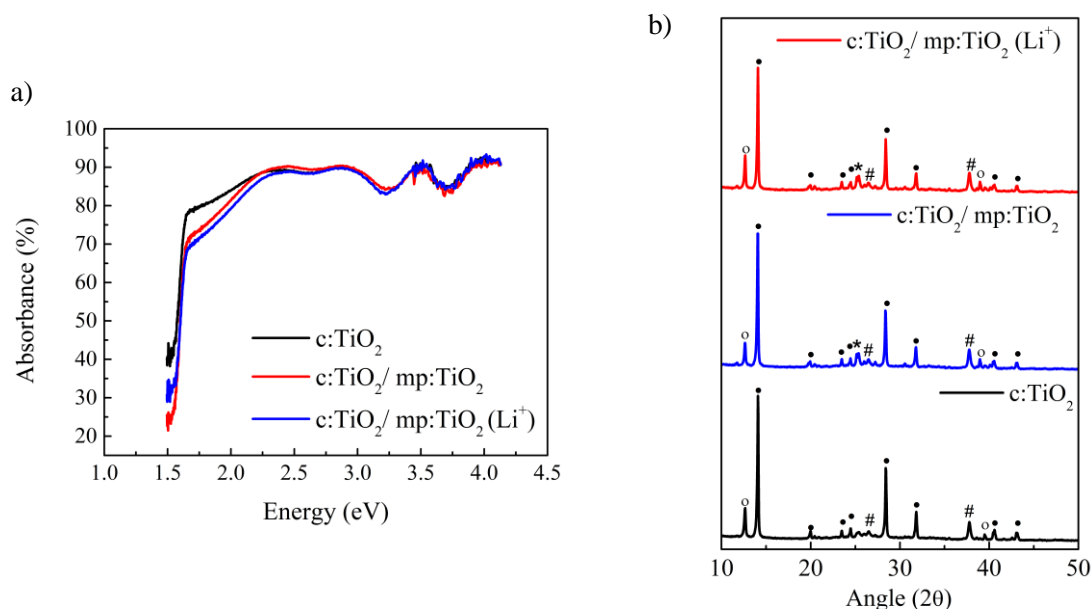 a)
100
90
80
70
60
50
40
30
20
Absorbance (%)
c:TiO₂
c:TiO₂/ mp:TiO₂
c:TiO₂/ mp:TiO₂ (Li⁺)
1.0 1.5 2.0 2.5 3.0 3.5 4.0 4.5
Energy (eV)
b)
c:TiO₂/ mp:TiO₂ (Li⁺)
o * # # o
c:TiO₂/ mp:TiO₂
o * # # o
c:TiO₂
o # # o
10 20 30 40 50
Angle (2θ)